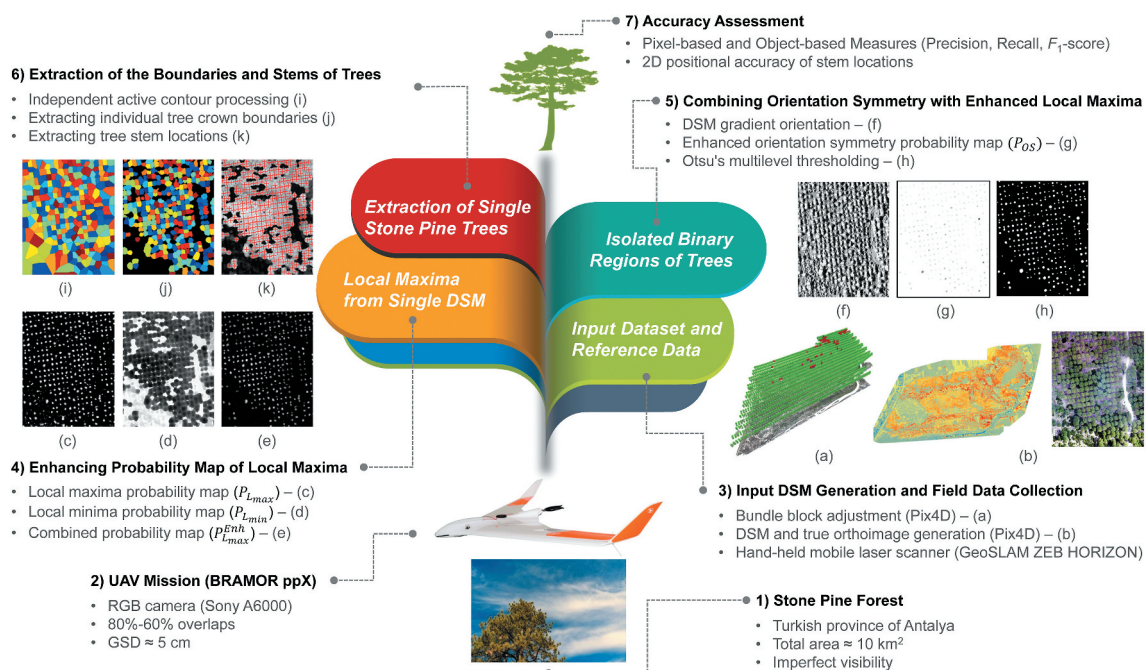 7) Accuracy Assessment
• Pixel-based and Object-based Measures (Precision, Recall, F₁-score)
• 2D positional accuracy of stem locations
6) Extraction of the Boundaries and Stems of Trees
• Independent active contour processing (i)
• Extracting individual tree crown boundaries (j)
• Extracting tree stem locations (k)
(i)
(j)
(k)
5) Combining Orientation Symmetry with Enhanced Local Maxima
• DSM gradient orientation – (f)
• Enhanced orientation symmetry probability map (P_OS) – (g)
• Otsu's multilevel thresholding – (h)
(f)
(g)
(h)
Extraction of Single
Stone Pine Trees
Isolated Binary
Regions of Trees
Local Maxima
from Single DSM
Input Dataset and
Reference Data
(c)
(d)
(e)
(a)
(b)
4) Enhancing Probability Map of Local Maxima
• Local maxima probability map (P_Lmax) – (c)
• Local minima probability map (P_Lmin) – (d)
• Combined probability map (P_Lmax^Enh) – (e)
3) Input DSM Generation and Field Data Collection
• Bundle block adjustment (Pix4D) – (a)
• DSM and true orthoimage generation (Pix4D) – (b)
• Hand-held mobile laser scanner (GeoSLAM ZEB HORIZON)
2) UAV Mission (BRAMOR ppX)
• RGB camera (Sony A6000)
• 80%-60% overlaps
• GSD ≈ 5 cm
1) Stone Pine Forest
• Turkish province of Antalya
• Total area ≈ 10 km²
• Imperfect visibility